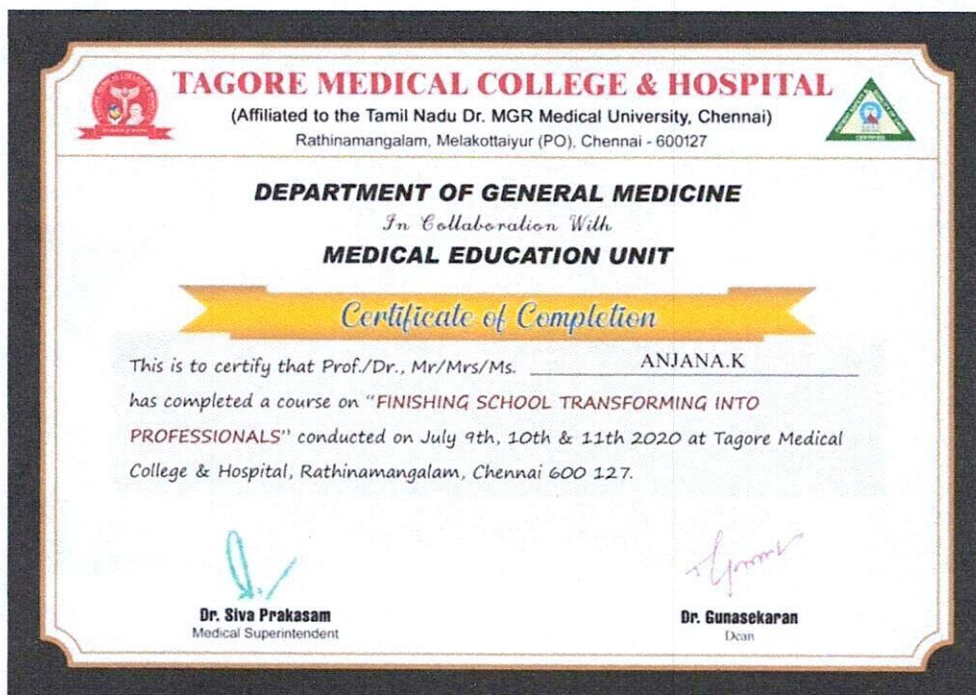 TAGORE MEDICAL COLLEGE & HOSPITAL
(Affiliated to the Tamil Nadu Dr. MGR Medical University, Chennai)
Rathinamangalam, Melakottaiyur (PO), Chennai - 600127
DEPARTMENT OF GENERAL MEDICINE
In Collaboration With
MEDICAL EDUCATION UNIT
Certificate of Completion
This is to certify that Prof./Dr., Mr/Mrs/Ms. ANJANA.K
has completed a course on "FINISHING SCHOOL TRANSFORMING INTO
PROFESSIONALS" conducted on July 9th, 10th & 11th 2020 at Tagore Medical
College & Hospital, Rathinamangalam, Chennai 600 127.
Dr. Siva Prakasam
Medical Superintendent
Dr. Gunasekaran
Dean